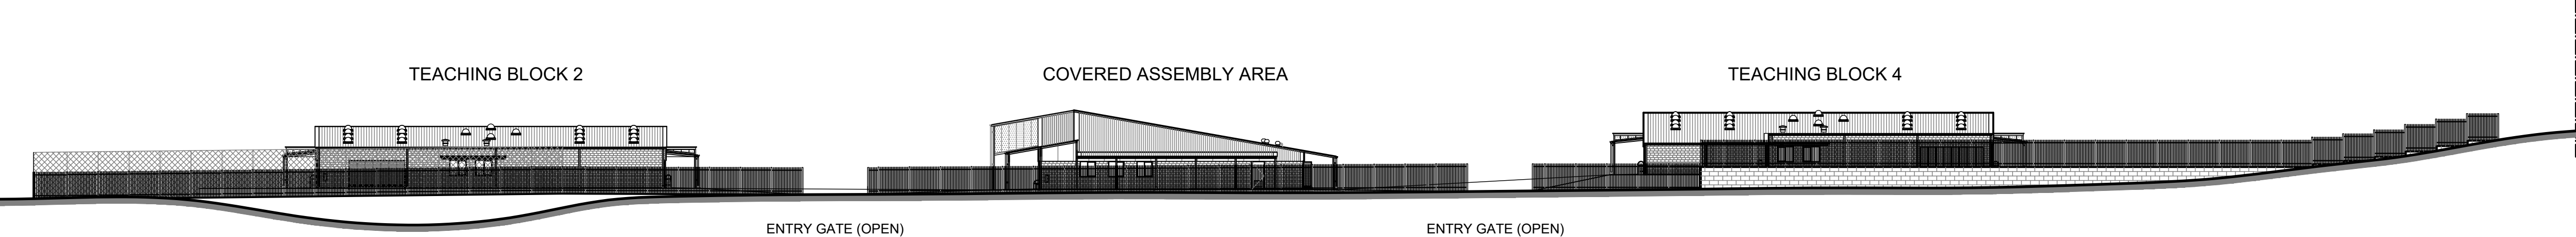 TEACHING BLOCK 2
COVERED ASSEMBLY AREA
TEACHING BLOCK 4
ENTRY GATE (OPEN)
ENTRY GATE (OPEN)